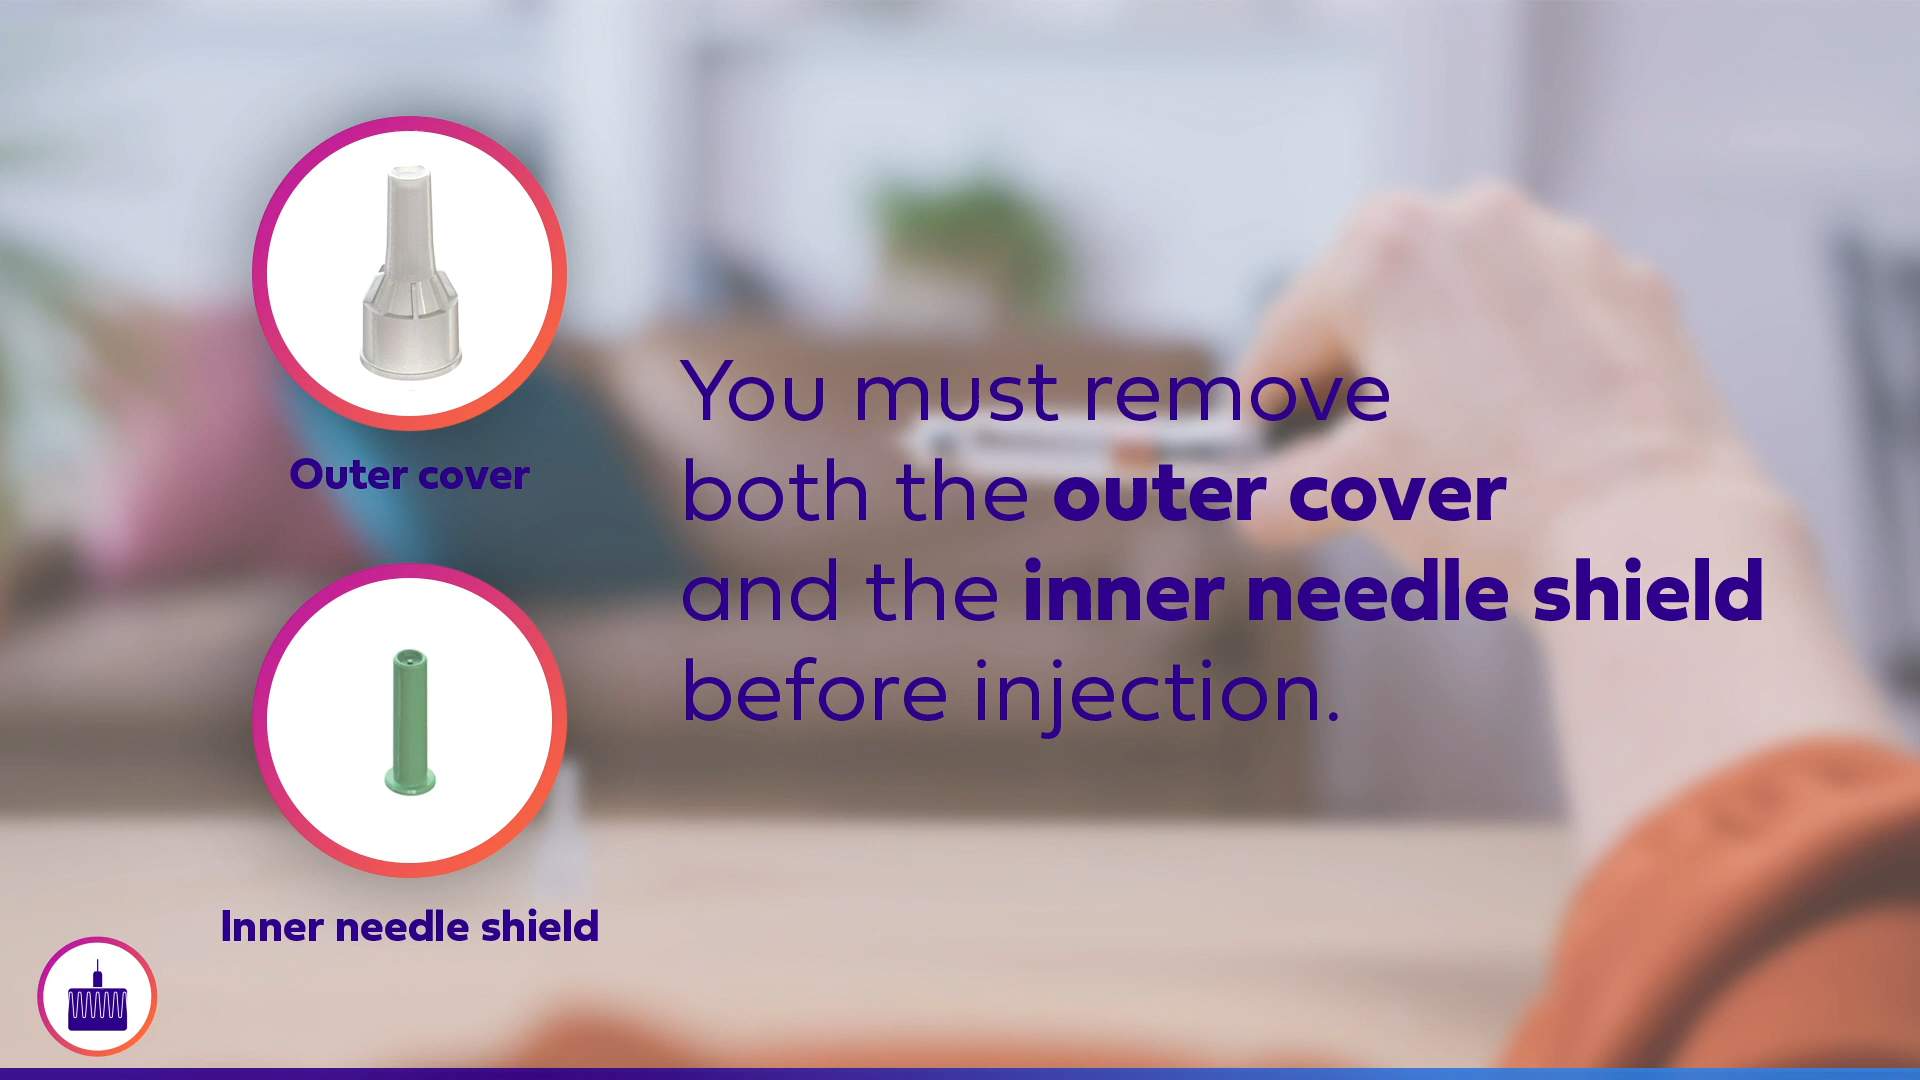 Outer cover
You must remove
both the outer cover
and the inner needle shield
before injection.
Inner needle shield